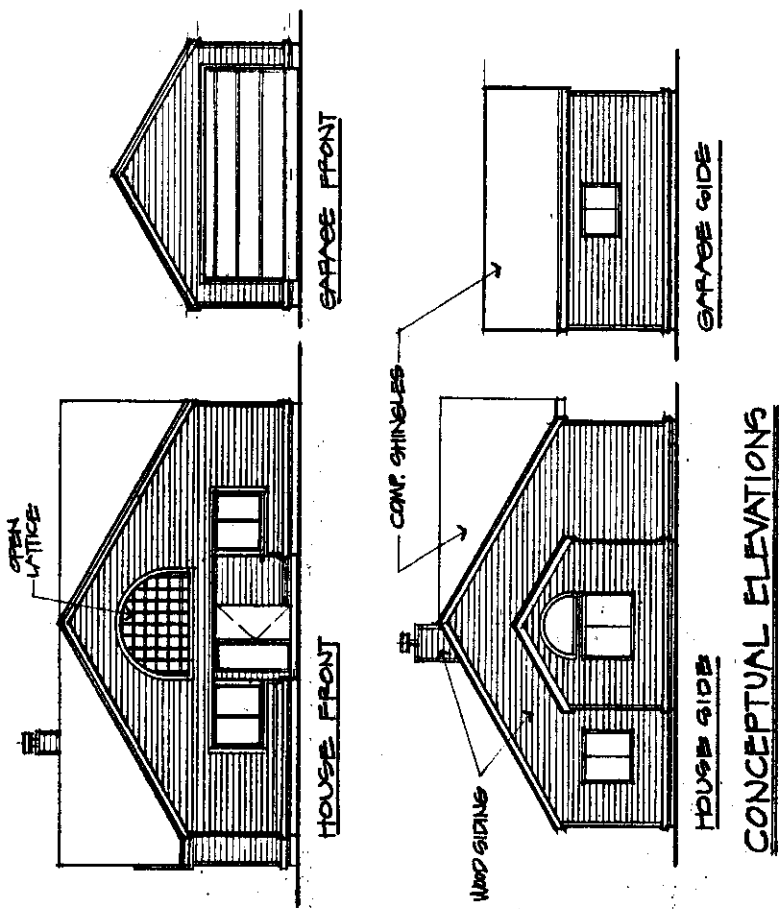 OPEN
LATTICE
HOUSE FRONT
GARAGE FRONT
COMP. SHINGLES
WOOD SIDING
HOUSE SIDE
GARAGE SIDE
CONCEPTUAL ELEVATIONS